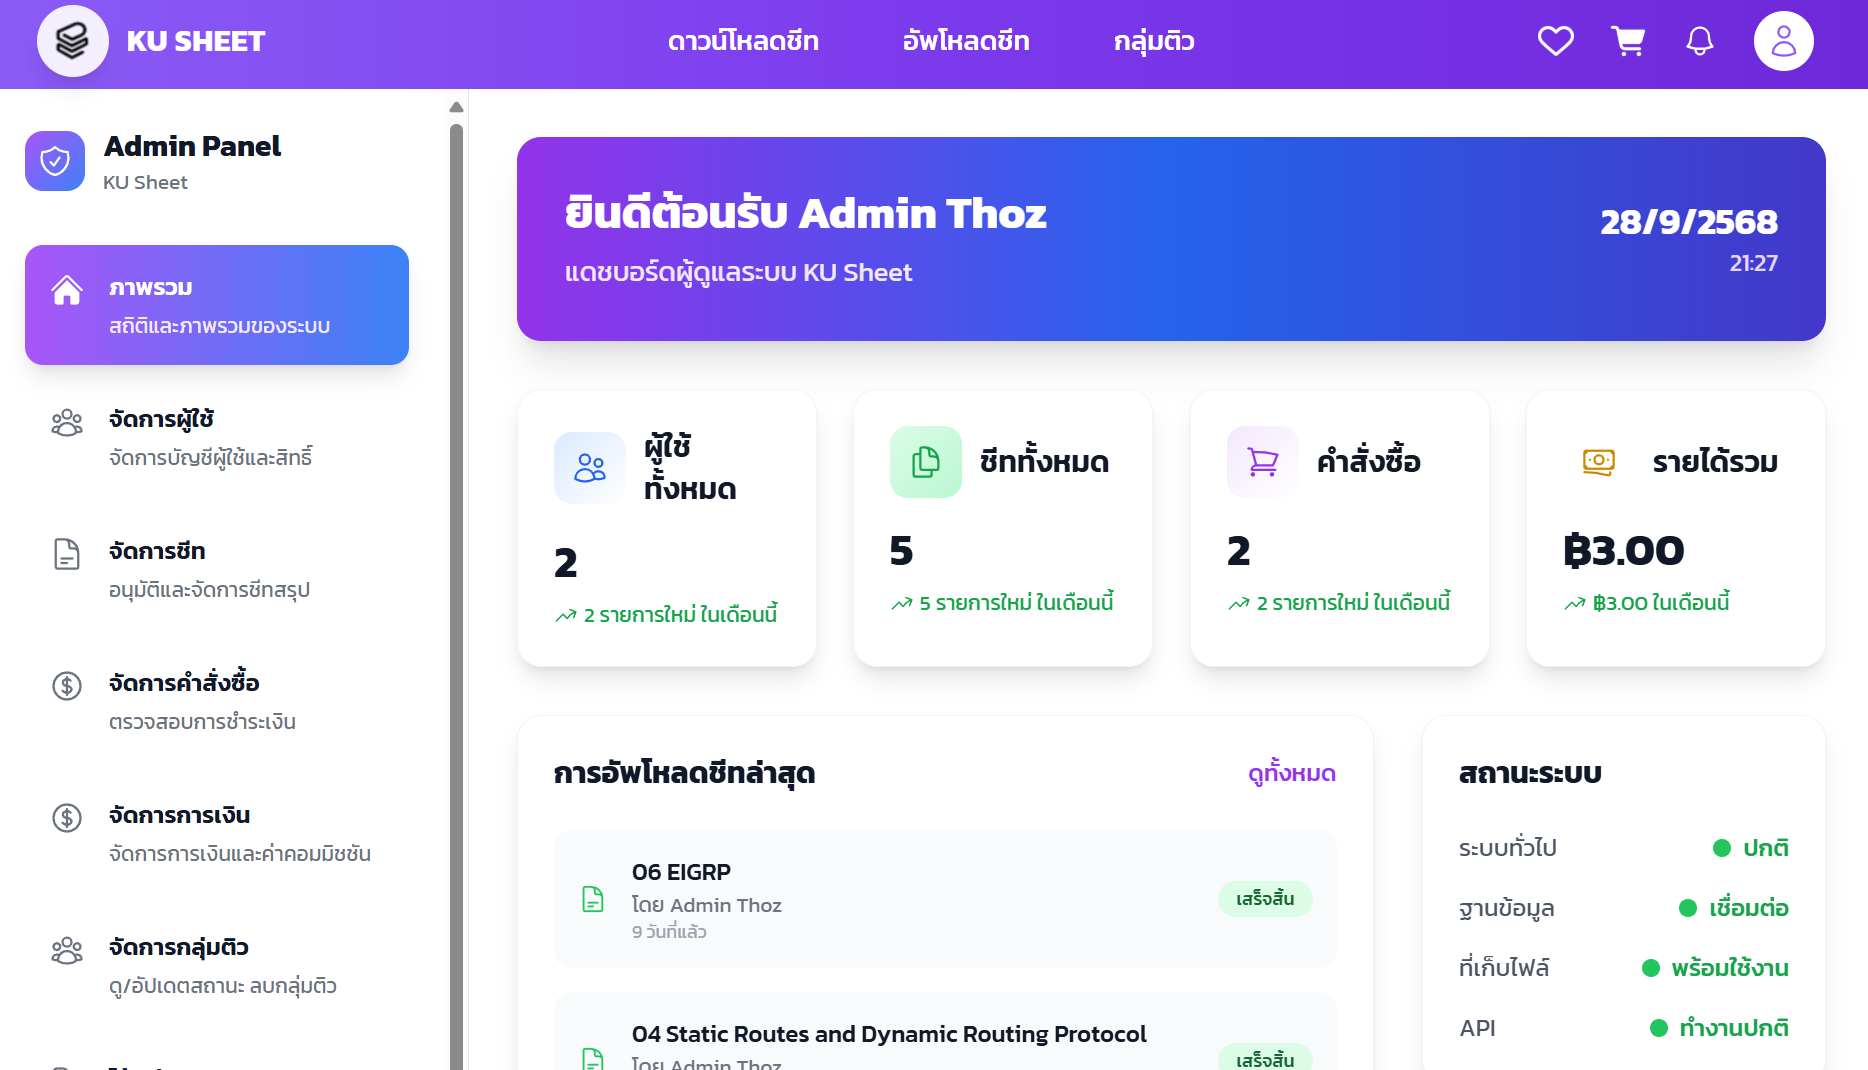 KU SHEET
ดาวน์โหลดชีท
อัพโหลดชีท
กลุ่มติว
Admin Panel
KU Sheet
ภาพรวม
สถิติและภาพรวมของระบบ
จัดการผู้ใช้
จัดการบัญชีผู้ใช้และสิทธิ์
จัดการชีท
อนุมัติและจัดการชีทสรุป
จัดการคำสั่งซื้อ
ตรวจสอบการชำระเงิน
จัดการการเงิน
จัดการการเงินและค่าคอมมิชชัน
จัดการกลุ่มติว
ดู/อัปเดตสถานะ ลบกลุ่มติว
ยินดีต้อนรับ Admin Thoz
แดชบอร์ดผู้ดูแลระบบ KU Sheet
28/9/2568
21:27
ผู้ใช้
ทั้งหมด
2
2 รายการใหม่ ในเดือนนี้
ชีททั้งหมด
5
5 รายการใหม่ ในเดือนนี้
คำสั่งซื้อ
2
2 รายการใหม่ ในเดือนนี้
รายได้รวม
฿3.00
฿3.00 ในเดือนนี้
การอัพโหลดชีทล่าสุด
ดูทั้งหมด
06 EIGRP
โดย Admin Thoz
9 วันที่แล้ว
เสร็จสิ้น
04 Static Routes and Dynamic Routing Protocol
โดย Admin Thoz
เสร็จสิ้น
สถานะระบบ
ระบบทั่วไป
ปกติ
ฐานข้อมูล
เชื่อมต่อ
ที่เก็บไฟล์
พร้อมใช้งาน
API
ทำงานปกติ